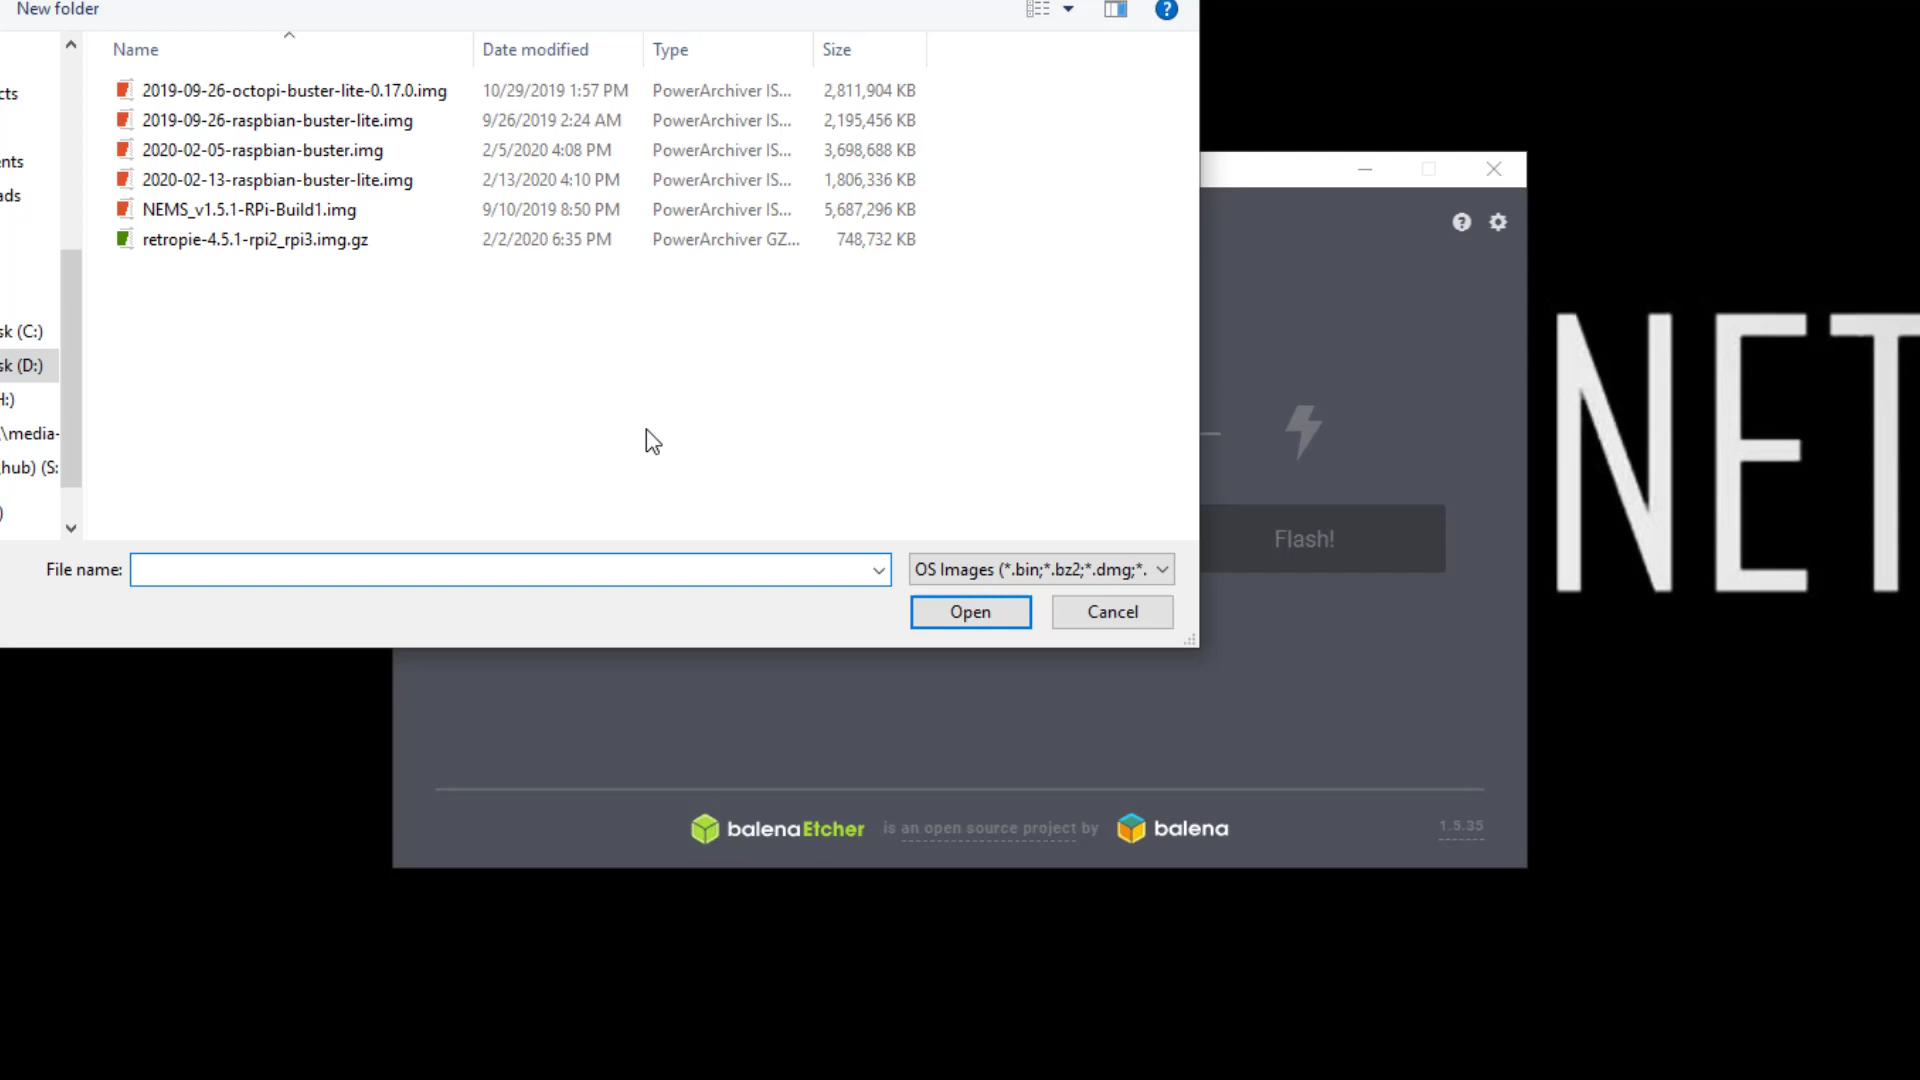 New folder
Name Date modified Type Size
2019-09-26-octopi-buster-lite-0.17.0.img 10/29/2019 1:57 PM PowerArchiver IS... 2,811,904 KB
2019-09-26-raspbian-buster-lite.img 9/26/2019 2:24 AM PowerArchiver IS... 2,195,456 KB
2020-02-05-raspbian-buster.img 2/5/2020 4:08 PM PowerArchiver IS... 3,698,688 KB
2020-02-13-raspbian-buster-lite.img 2/13/2020 4:10 PM PowerArchiver IS... 1,806,336 KB
NEMS_v1.5.1-RPi-Build1.img 9/10/2019 8:50 PM PowerArchiver IS... 5,687,296 KB
retropie-4.5.1-rpi2_rpi3.img.gz 2/2/2020 6:35 PM PowerArchiver GZ... 748,732 KB
cts
ents
ads
sk (C:)
sk (D:)
H:)
\media-
hub) (S:
)
File name: OS Images (*.bin;*.bz2;*.dmg;*.
Open Cancel
Flash!
NET
balenaEtcher is an open source project by balena 1.5.35